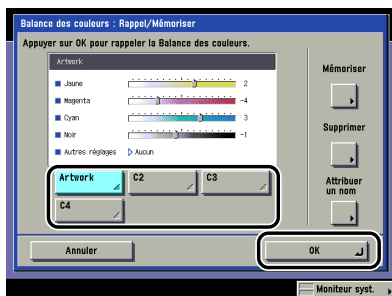 Balance des couleurs : Rappel/Mémoriser
Appuyer sur OK pour rappeler la Balance des couleurs.
Artwork
Jaune 2
Magenta -4
Cyan 3
Noir -1
Autres réglages Aucun
Artwork C2 C3
C4
Mémoriser
Supprimer
Attribuer
un nom
Annuler OK
Moniteur syst.